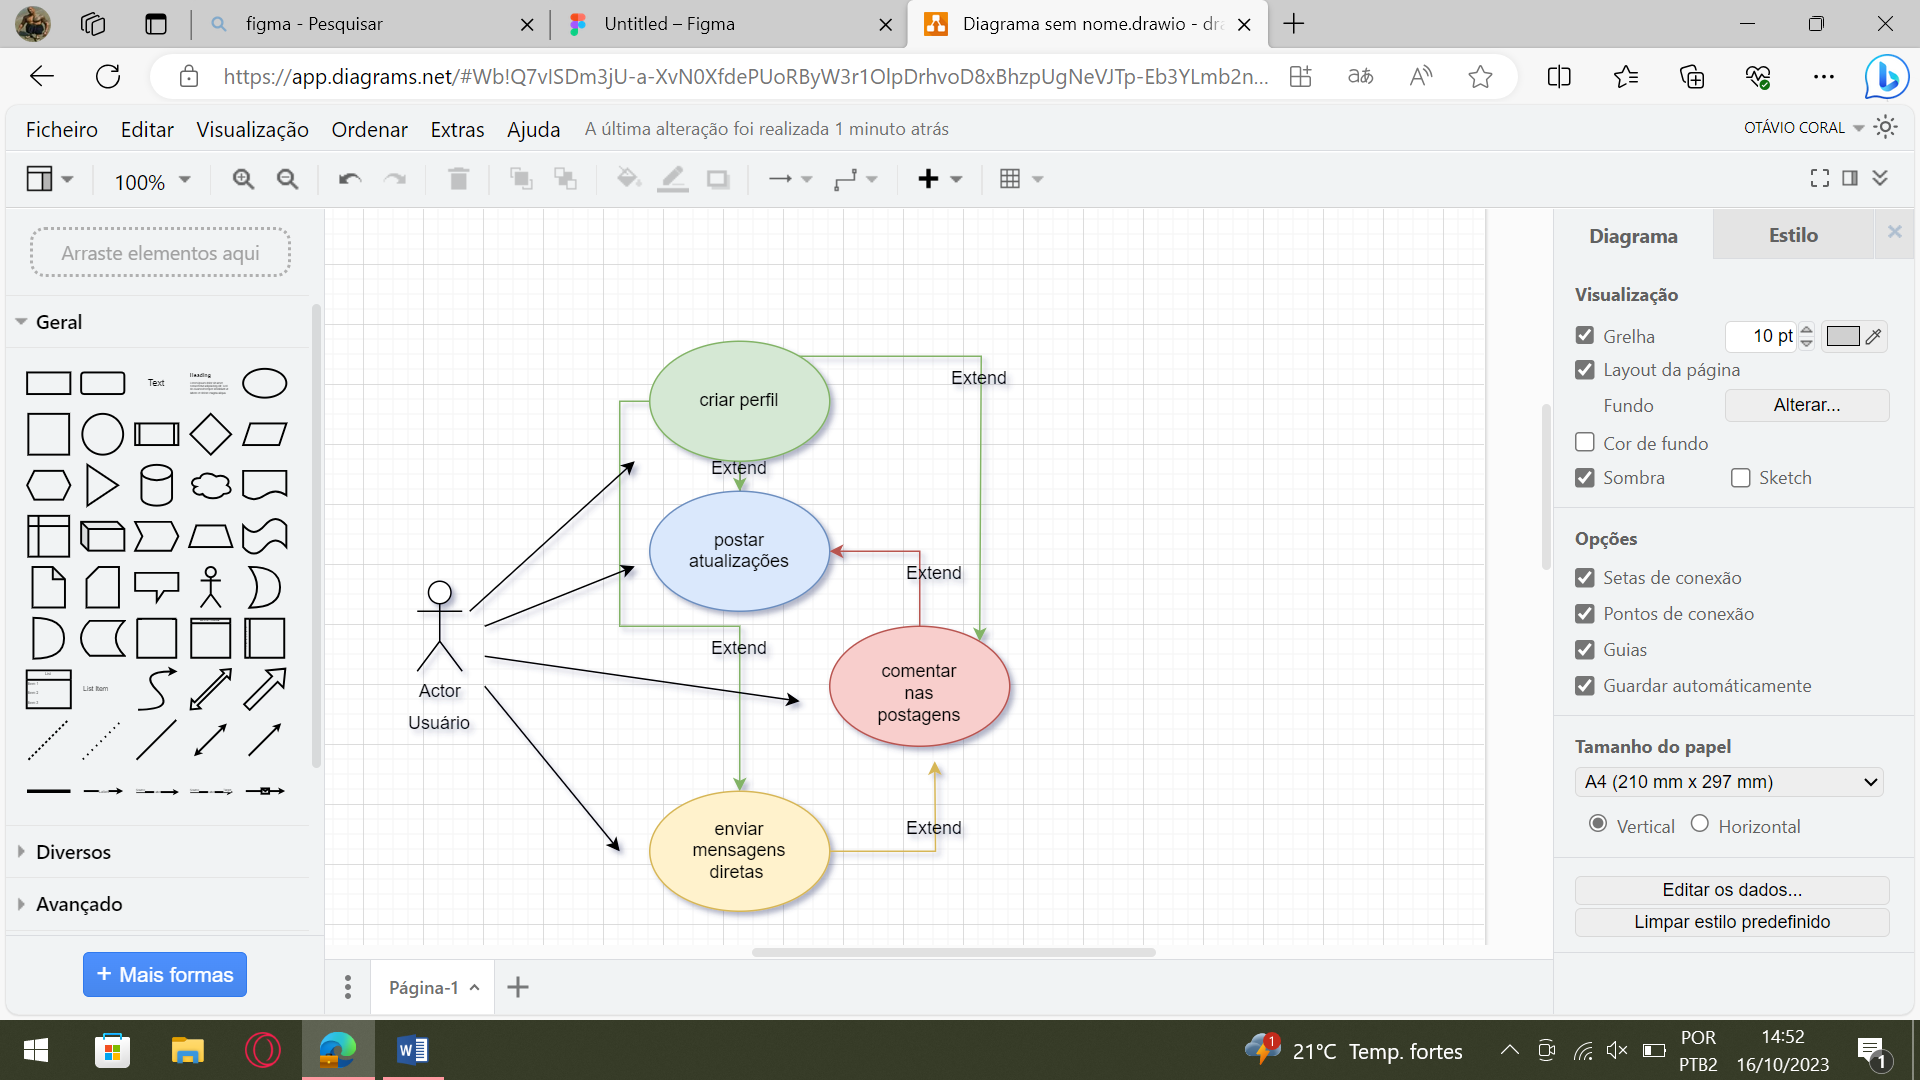 figma - Pesquisar
Untitled – Figma
Diagrama sem nome.drawio - dra
https://app.diagrams.net/#Wb!Q7vISDm3jU-a-XvN0XfdePUoRByW3r1OlpDrhvoD8xBhzpUgNeVJTp-Eb3YLmb2n...
Ficheiro Editar Visualização Ordenar Extras Ajuda A última alteração foi realizada 1 minuto atrás
OTÁVIO CORAL
100%
Arraste elementos aqui
Geral
Text
Heading
List
List Item
Diversos
Avançado
+ Mais formas
criar perfil
Extend
Extend
postar
atualizações
Extend
Extend
comentar
nas
postagens
Actor
Usuário
enviar
mensagens
diretas
Extend
Página-1
Diagrama
Estilo
Visualização
Grelha
10 pt
Layout da página
Fundo
Alterar...
Cor de fundo
Sombra
Sketch
Opções
Setas de conexão
Pontos de conexão
Guias
Guardar automáticamente
Tamanho do papel
A4 (210 mm x 297 mm)
Vertical
Horizontal
Editar os dados...
Limpar estilo predefinido
1
21°C Temp. fortes
POR
PTB2
14:52
16/10/2023
1